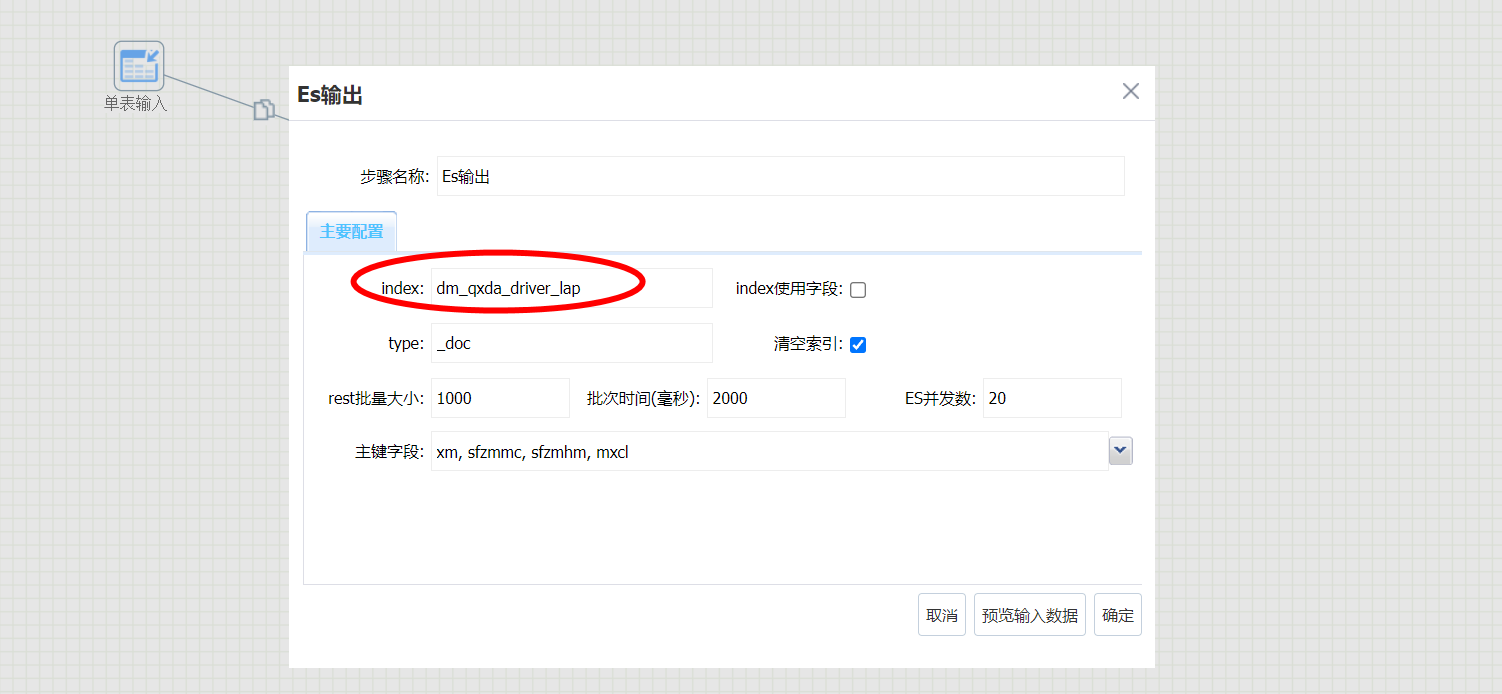 单表输入
Es输出
步骤名称: Es输出
主要配置
index: dm_qxda_driver_lap index使用字段:
type: _doc 清空索引:
rest批量大小: 1000 批次时间(毫秒): 2000 ES并发数: 20
主键字段: xm, sfzmmc, sfzmhm, mxcl
取消 预览输入数据 确定